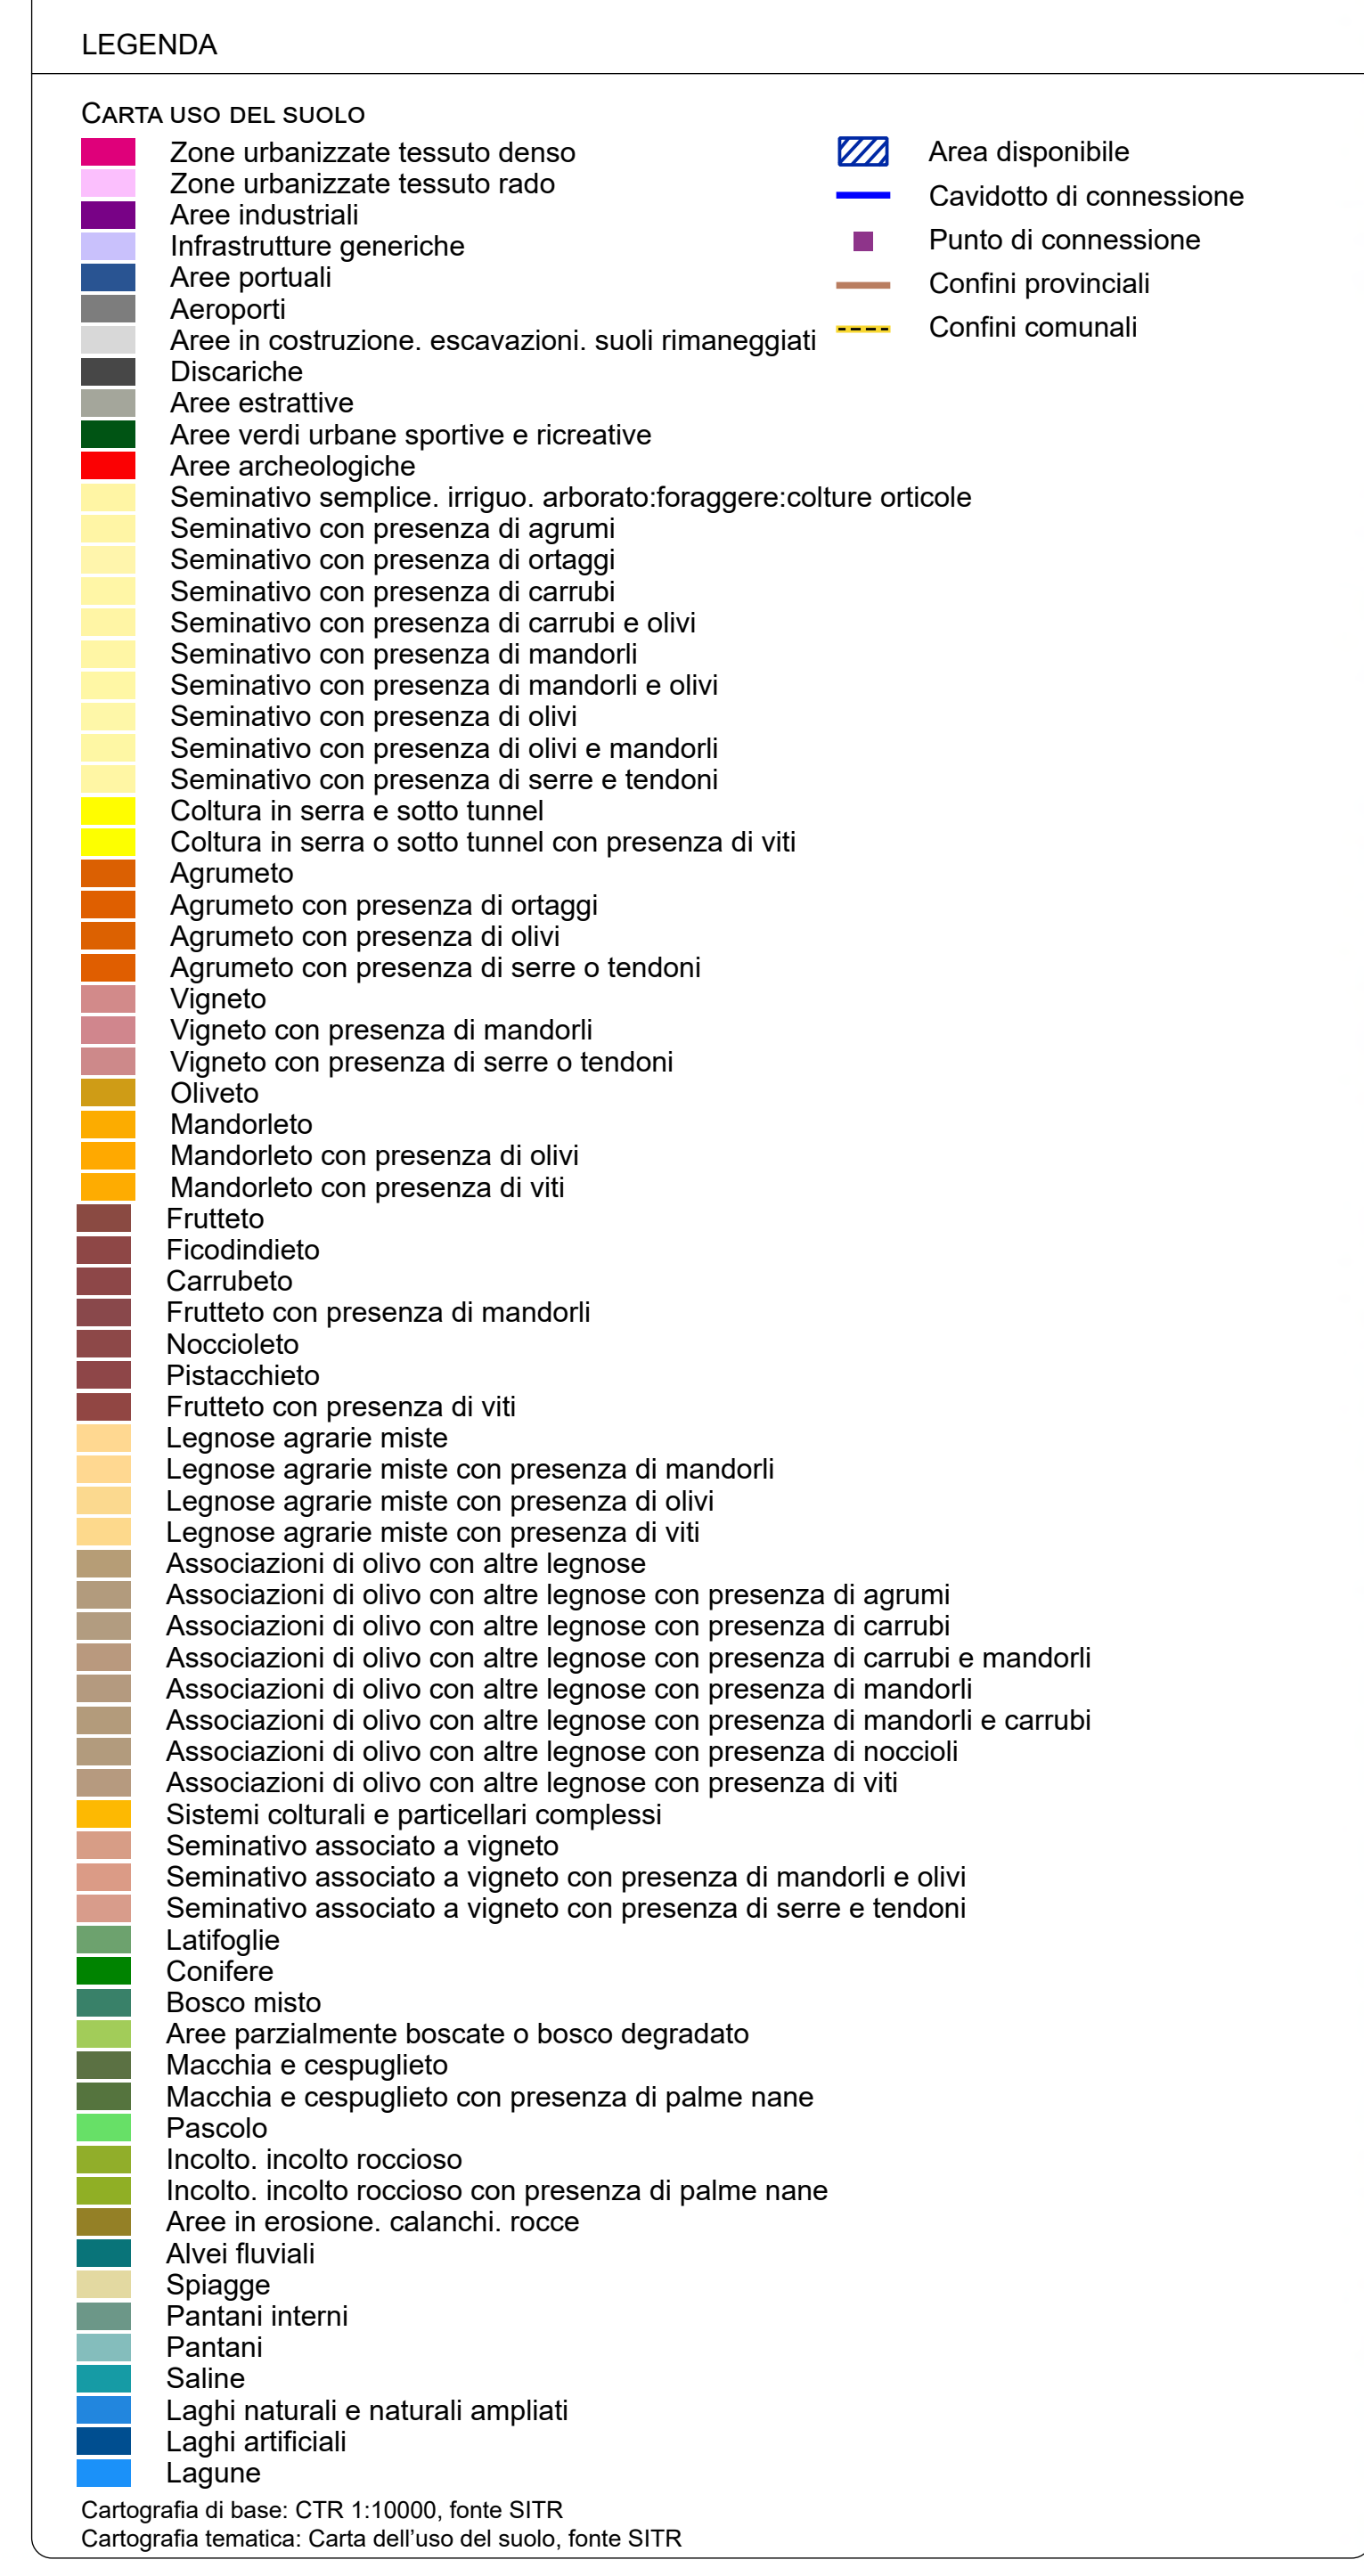 LEGENDA
CARTA USO DEL SUOLO
Zone urbanizzate tessuto denso
Zone urbanizzate tessuto rado
Aree industriali
Infrastrutture generiche
Aree portuali
Aeroporti
Aree in costruzione. escavazioni. suoli rimaneggiati
Discariche
Aree estrattive
Aree verdi urbane sportive e ricreative
Aree archeologiche
Seminativo semplice. irriguo. arborato:foraggere:colture orticole
Seminativo con presenza di agrumi
Seminativo con presenza di ortaggi
Seminativo con presenza di carrubi
Seminativo con presenza di carrubi e olivi
Seminativo con presenza di mandorli
Seminativo con presenza di mandorli e olivi
Seminativo con presenza di olivi
Seminativo con presenza di olivi e mandorli
Seminativo con presenza di serre e tendoni
Coltura in serra e sotto tunnel
Coltura in serra o sotto tunnel con presenza di viti
Agrumeto
Agrumeto con presenza di ortaggi
Agrumeto con presenza di olivi
Agrumeto con presenza di serre o tendoni
Vigneto
Vigneto con presenza di mandorli
Vigneto con presenza di serre o tendoni
Oliveto
Mandorleto
Mandorleto con presenza di olivi
Mandorleto con presenza di viti
Frutteto
Ficodindieto
Carrubeto
Frutteto con presenza di mandorli
Noccioleto
Pistacchieto
Frutteto con presenza di viti
Legnose agrarie miste
Legnose agrarie miste con presenza di mandorli
Legnose agrarie miste con presenza di olivi
Legnose agrarie miste con presenza di viti
Associazioni di olivo con altre legnose
Associazioni di olivo con altre legnose con presenza di agrumi
Associazioni di olivo con altre legnose con presenza di carrubi
Associazioni di olivo con altre legnose con presenza di carrubi e mandorli
Associazioni di olivo con altre legnose con presenza di mandorli
Associazioni di olivo con altre legnose con presenza di mandorli e carrubi
Associazioni di olivo con altre legnose con presenza di noccioli
Associazioni di olivo con altre legnose con presenza di viti
Sistemi colturali e particellari complessi
Seminativo associato a vigneto
Seminativo associato a vigneto con presenza di mandorli e olivi
Seminativo associato a vigneto con presenza di serre e tendoni
Latifoglie
Conifere
Bosco misto
Aree parzialmente boscate o bosco degradato
Macchia e cespuglieto
Macchia e cespuglieto con presenza di palme nane
Pascolo
Incolto. incolto roccioso
Incolto. incolto roccioso con presenza di palme nane
Aree in erosione. calanchi. rocce
Alvei fluviali
Spiagge
Pantani interni
Pantani
Saline
Laghi naturali e naturali ampliati
Laghi artificiali
Lagune
Area disponibile
Cavidotto di connessione
Punto di connessione
Confini provinciali
Confini comunali
Cartografia di base: CTR 1:10000, fonte SITR
Cartografia tematica: Carta dell’uso del suolo, fonte SITR